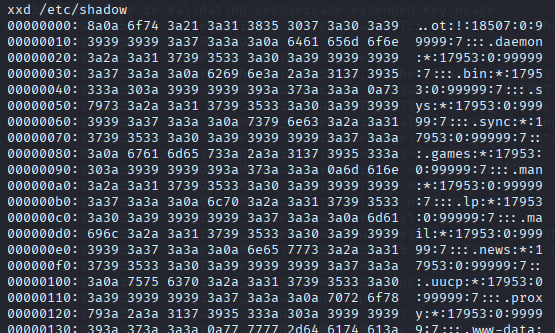 xxd /etc/shadow
00000000: 8a0a 6f74 3a21 3a31 3835 3037 3a30 3a39  ..ot:!:18507:0:9
00000010: 3939 3939 3a37 3a3a 3a0a 6461 656d 6f6e  9999:7:::.daemon
00000020: 3a2a 3a31 3739 3533 3a30 3a39 3939 3939  :*:17953:0:99999
00000030: 3a37 3a3a 3a0a 6269 6e3a 2a3a 3137 3935  :7:::.bin:*:1795
00000040: 333a 303a 3939 3939 393a 373a 3a3a 0a73  3:0:99999:7:::.s
00000050: 7973 3a2a 3a31 3739 3533 3a30 3a39 3939  ys:*:17953:0:999
00000060: 3939 3a37 3a3a 3a0a 7379 6e63 3a2a 3a31  99:7:::.sync:*:1
00000070: 3739 3533 3a30 3a39 3939 3939 3a37 3a3a  7953:0:99999:7::
00000080: 3a0a 6761 6d65 733a 2a3a 3137 3935 333a  :.games:*:17953:
00000090: 303a 3939 3939 393a 373a 3a3a 0a6d 616e  0:99999:7:::.man
000000a0: 3a2a 3a31 3739 3533 3a30 3a39 3939 3939  :*:17953:0:99999
000000b0: 3a37 3a3a 3a0a 6c70 3a2a 3a31 3739 3533  :7:::.lp:*:17953
000000c0: 3a30 3a39 3939 3939 3a37 3a3a 3a0a 6d61  :0:99999:7:::.ma
000000d0: 696c 3a2a 3a31 3739 3533 3a30 3a39 3939  il:*:17953:0:999
000000e0: 3939 3a37 3a3a 3a0a 6e65 7773 3a2a 3a31  99:7:::.news:*:1
000000f0: 3739 3533 3a30 3a39 3939 3939 3a37 3a3a  7953:0:99999:7::
00000100: 3a0a 7575 6370 3a2a 3a31 3739 3533 3a30  :.uucp:*:17953:0
00000110: 3a39 3939 3939 3a37 3a3a 3a0a 7072 6f78  :99999:7:::.prox
00000120: 793a 2a3a 3137 3935 333a 303a 3939 3939  y:*:17953:0:9999
00000130: 393a 373a 3a3a 0a77 7777 2d64 6174 613a  9:7:::.www-data: